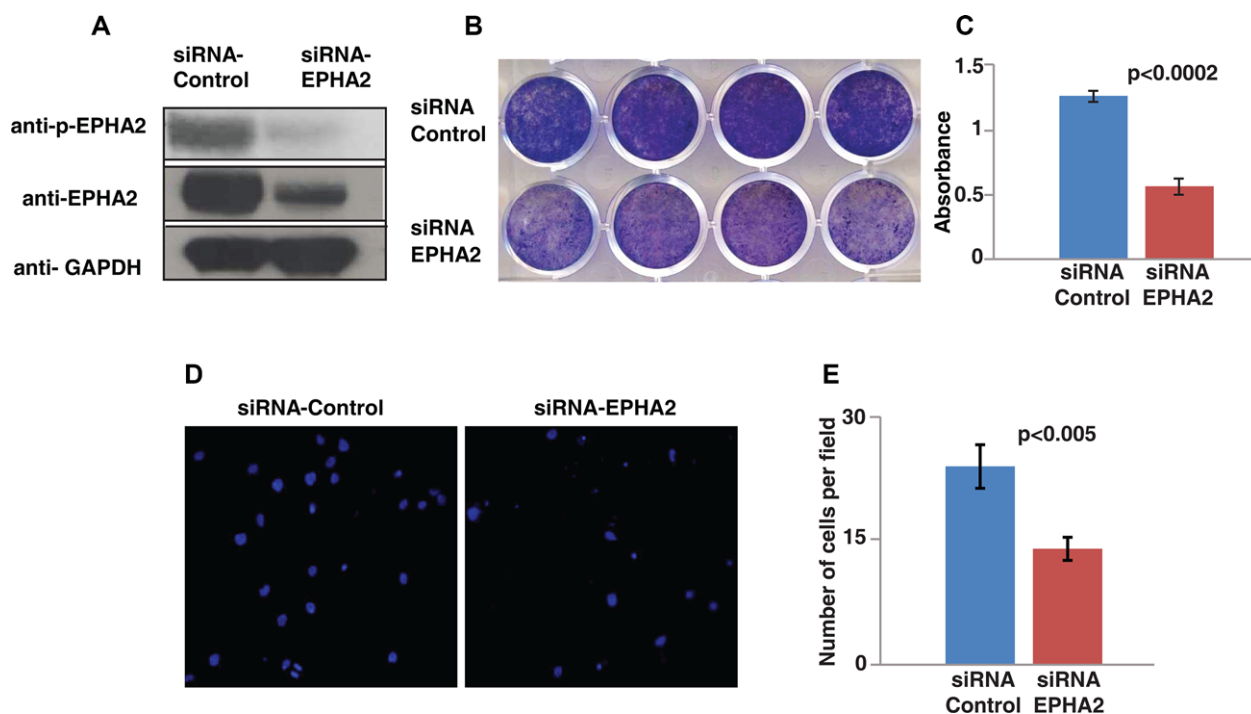 A
siRNA-
Control
siRNA-
EPHA2
anti-p-EPHA2
anti-EPHA2
anti- GAPDH
B
siRNA
Control
siRNA
EPHA2
C
p<0.0002
Absorbance
1.5
1
0.5
0
siRNA
Control
siRNA
EPHA2
D
siRNA-Control
siRNA-EPHA2
E
p<0.005
Number of cells per field
30
15
0
siRNA
Control
siRNA
EPHA2